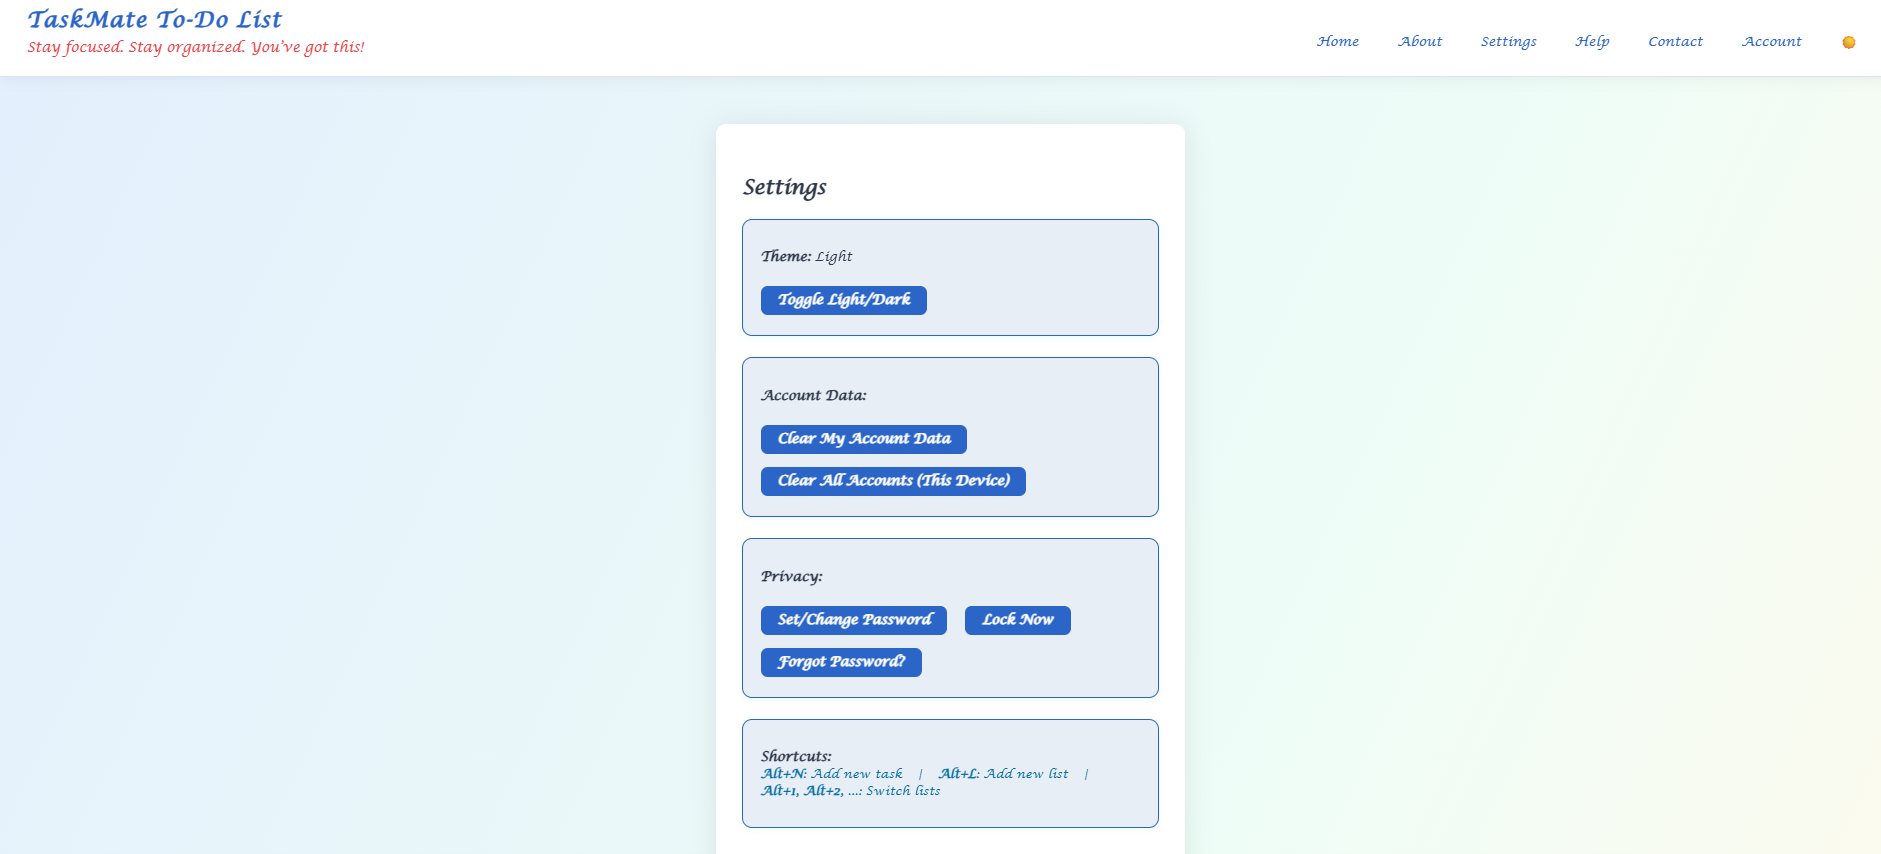 TaskMate To-Do List
Stay focused. Stay organized. You've got this!
Home About Settings Help Contact Account
Settings
Theme: Light
Toggle Light/Dark
Account Data:
Clear My Account Data
Clear All Accounts (This Device)
Privacy:
Set/Change Password Lock Now
Forgot Password?
Shortcuts:
Alt+N: Add new task | Alt+L: Add new list |
Alt+1, Alt+2, ...: Switch lists